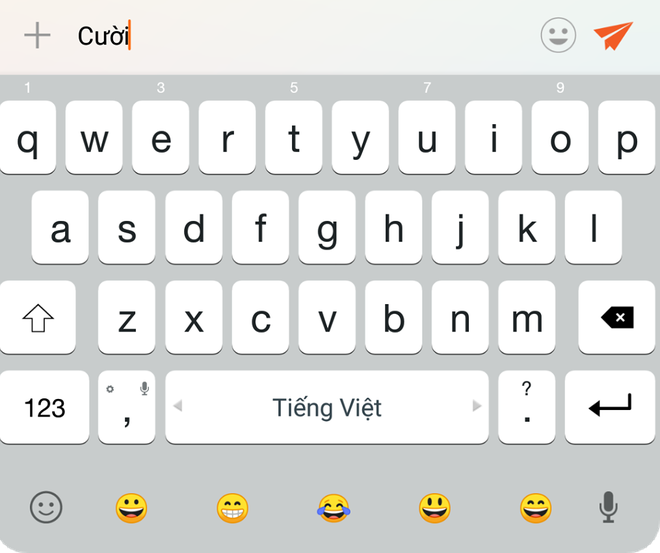 Cười
1 3 5 7 9
q w e r t y u i o p
a s d f g h j k l
z x c v b n m
123 , Tiếng Việt ? .